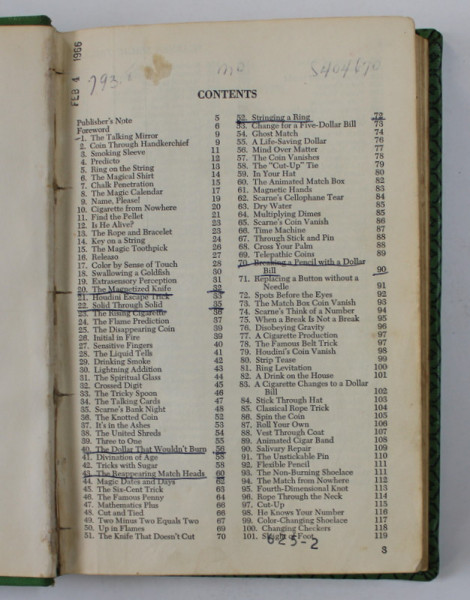 FEB 4 1966
793.8
5404670
CONTENTS
Publisher's Note 5
Foreword 6
1. The Talking Mirror 9
2. Coin Through Handkerchief 9
3. Smoking Sleeve 11
4. Predicto 12
5. Ring on the String 13
6. The Magical Shirt 14
7. Chalk Penetration 15
8. The Magic Calendar 17
9. Name, Please! 19
10. Cigarette from Nowhere 20
11. Find the Pellet 21
12. Is He Alive? 23
13. The Rope and Bracelet 23
14. Key on a String 24
15. The Magic Toothpick 26
16. Releaso 27
17. Color by Sense of Touch 28
18. Swallowing a Goldfish 30
19. Extrasensory Perception 31
20. The Magnetized Knife 32
21. Houdini Escape Trick 33
22. Solid Through Solid 35
23. The Rising Cigarette 36
24. The Flame Prediction 37
25. The Disappearing Coin 39
26. Initial in Fire 39
27. Sensitive Fingers 40
28. The Liquid Tells 41
29. Drinking Smoke 42
30. Lightning Addition 43
31. The Spiritual Glass 44
32. Crossed Digit 45
33. The Tricky Spoon 46
34. The Talking Cards 47
35. Scarne's Bank Night 48
36. The Knotted Coin 52
37. It's in the Ashes 53
38. The United Shreds 54
39. Three to One 55
40. The Dollar That Wouldn't Burn 56
41. Divination of Age 58
42. Tricks with Sugar 58
43. The Reappearing Match Heads 60
44. Magic Dates and Days 62
45. The Six-Cent Trick 63
46. The Famous Penny 64
47. Mathematics Plus 66
48. Cut and Tied 66
49. Two Minus Two Equals Two 67
50. Up in Flames 69
51. The Knife That Doesn't Cut 70
52. Stringing a Ring 72
53. Change for a Five-Dollar Bill 73
54. Ghost Match 74
55. A Life-Saving Dollar 76
56. Mind Over Matter 77
57. The Coin Vanishes 78
58. The "Cut-Up" Tie 79
59. In Your Hat 80
60. The Animated Match Box 82
61. Magnetic Hands 83
62. Scarne's Cellophane Tear 84
63. Dry Water 85
64. Multiplying Dimes 85
65. Scarne's Coin Vanish 86
66. Time Machine 87
67. Through Stick and Pin 88
68. Cross Your Palm 88
69. Telepathic Coins 89
70. Breaking a Pencil with a Dollar
Bill 90
71. Replacing a Button without a
Needle 91
72. Spots Before the Eyes 92
73. The Match Box Coin Vanish 93
74. Scarne's Think of a Number 94
75. When a Break Is Not a Break 95
76. Disobeying Gravity 96
77. A Cigarette Production 97
78. The Famous Belt Trick 97
79. Houdini's Coin Vanish 98
80. Strip Tease 99
81. Ring Levitation 100
82. A Drink on the House 101
83. A Cigarette Changes to a Dollar
Bill 102
84. Stick Through Hat 103
85. Classical Rope Trick 104
86. Spin the Coin 105
87. Roll Your Own 106
88. Vest Through Coat 107
89. Animated Cigar Band 108
90. Salivary Repair 109
91. The Unstickable Pin 110
92. Flexible Pencil 111
93. The Non-Burning Shoelace 111
94. The Match from Nowhere 112
95. Fourth-Dimensional Knot 113
96. Rope Through the Neck 114
97. Cut-Up 115
98. He Knows Your Number 116
99. Color-Changing Shoelace 117
100. Changing Checkers 118
101. Sleight of Foot 119
625-2
3